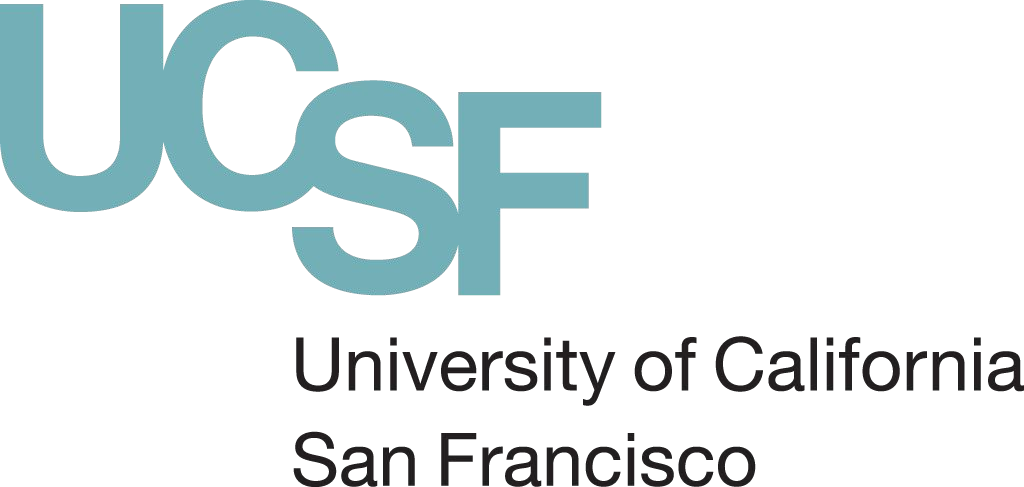 UCSF
University of California
San Francisco